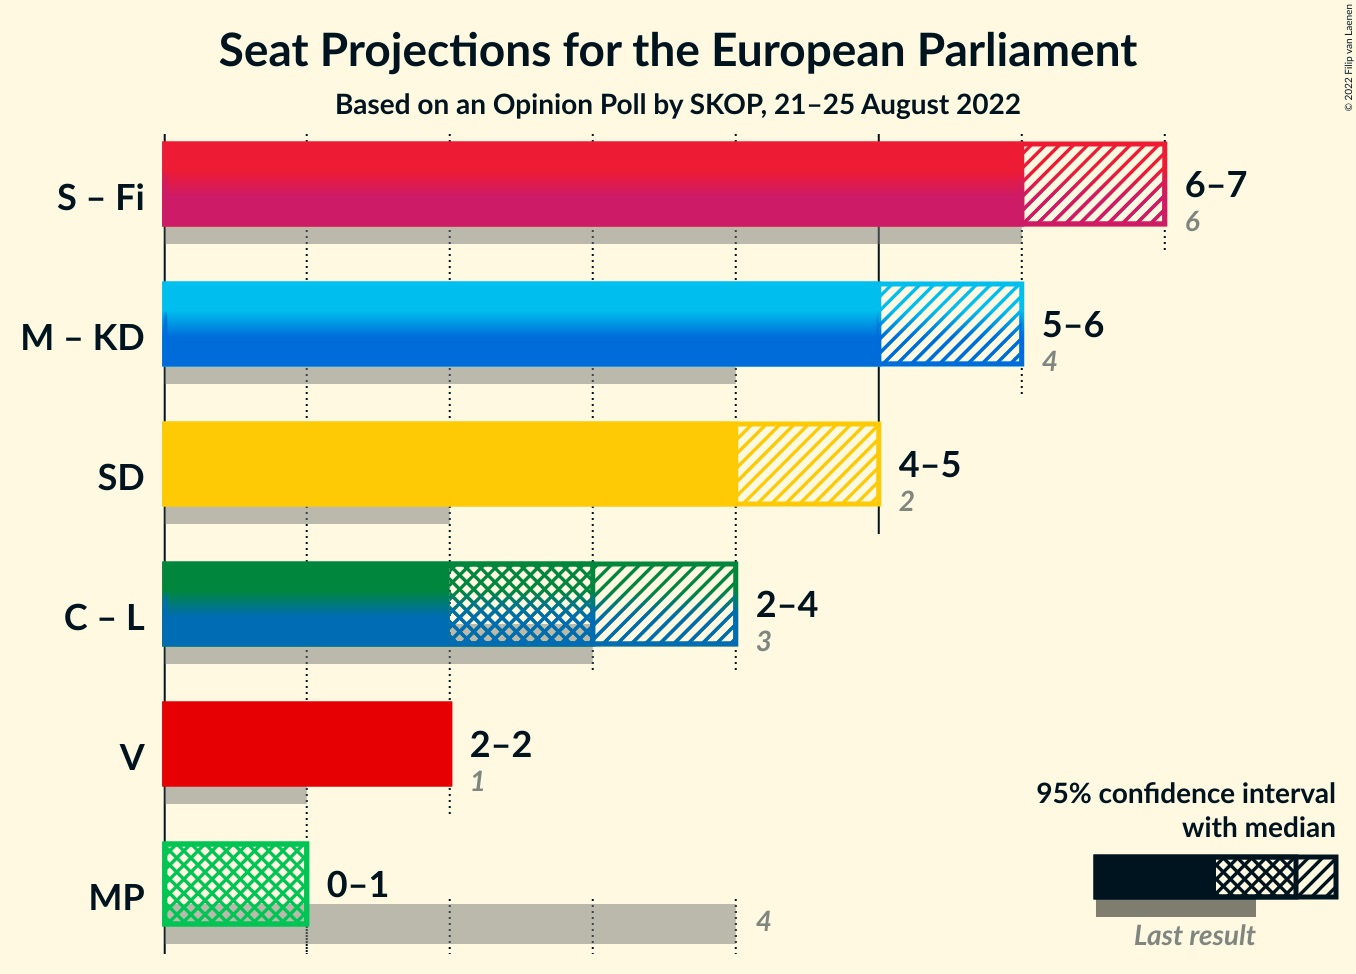 Seat Projections for the European Parliament
Based on an Opinion Poll by SKOP, 21–25 August 2022
© 2022 Filip van Laenen
S – Fi
6–7
6
M – KD
5–6
4
SD
4–5
2
C – L
2–4
3
V
2–2
1
MP
0–1
4
95% confidence interval
with median
Last result